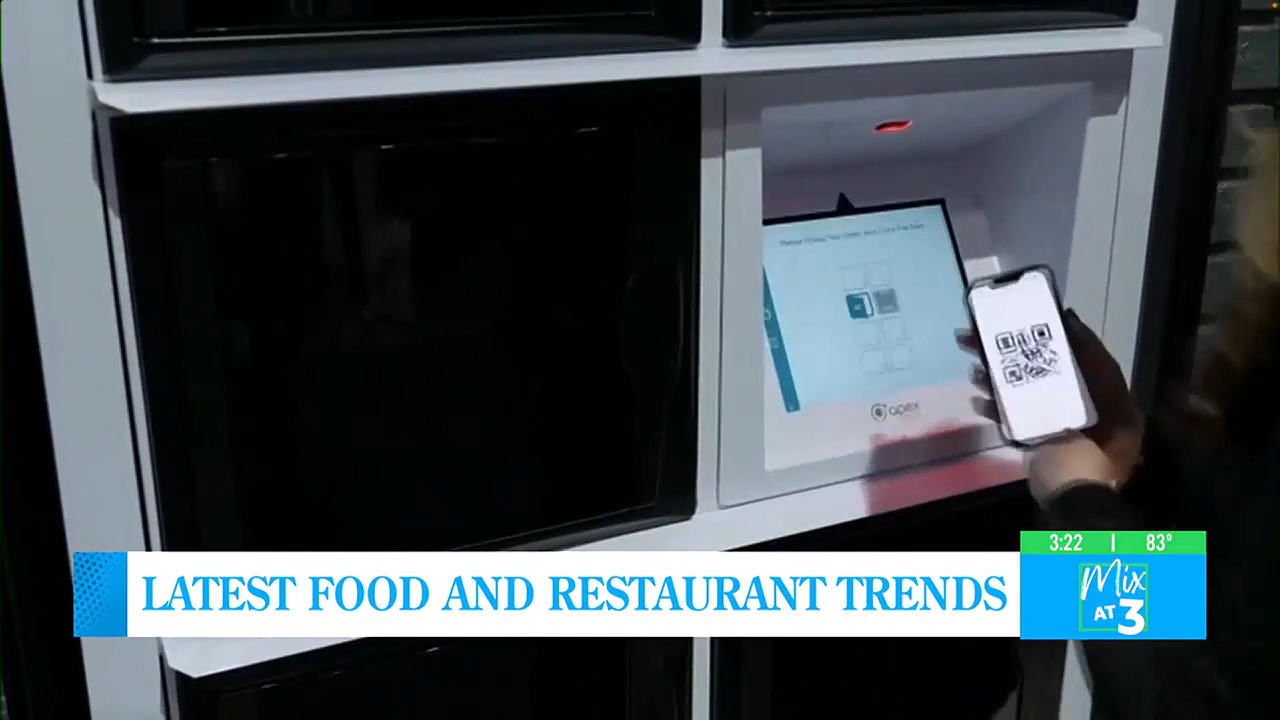 apex
LATEST FOOD AND RESTAURANT TRENDS
3:22 | 83°
Mix
AT 3